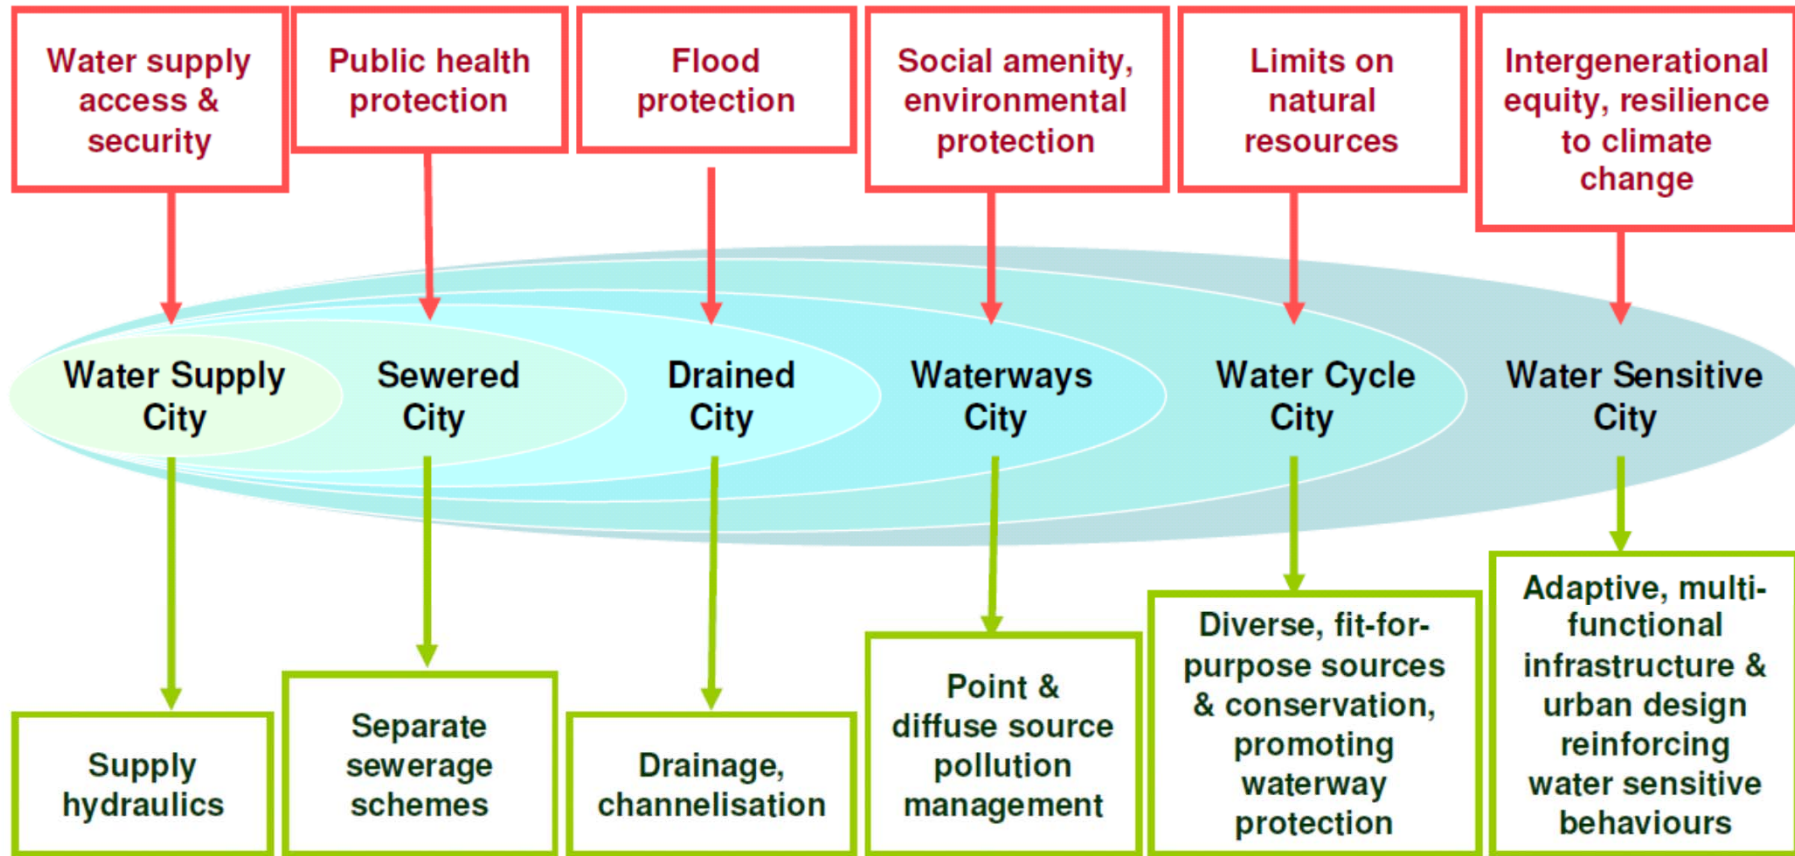 Water supply
access &
security
Public health
protection
Flood
protection
Social amenity,
environmental
protection
Limits on
natural
resources
Intergenerational
equity, resilience
to climate
change
Water Supply
City
Sewered
City
Drained
City
Waterways
City
Water Cycle
City
Water Sensitive
City
Supply
hydraulics
Separate
sewerage
schemes
Drainage,
channelisation
Point &
diffuse source
pollution
management
Diverse, fit-for-
purpose sources
& conservation,
promoting
waterway
protection
Adaptive, multi-
functional
infrastructure &
urban design
reinforcing
water sensitive
behaviours